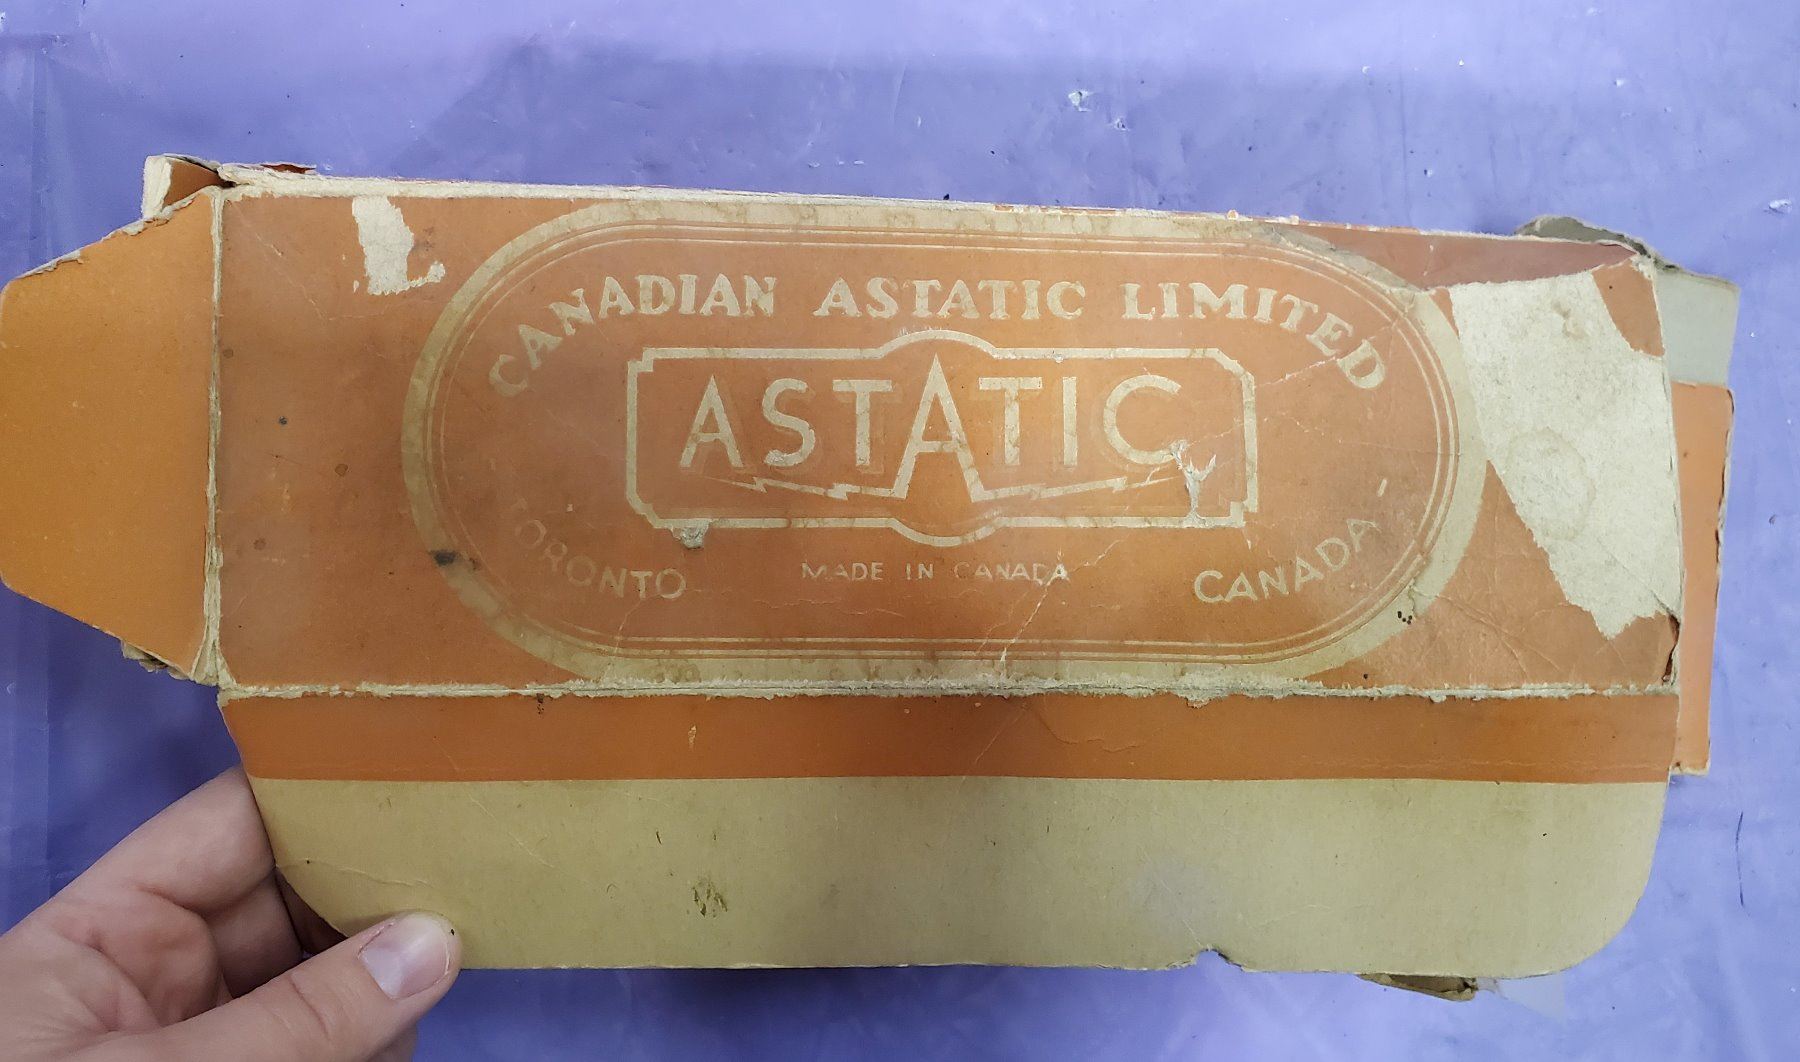 CANADIAN ASTATIC LIMITED
ASTATIC
TORONTO MADE IN CANADA CANADA -